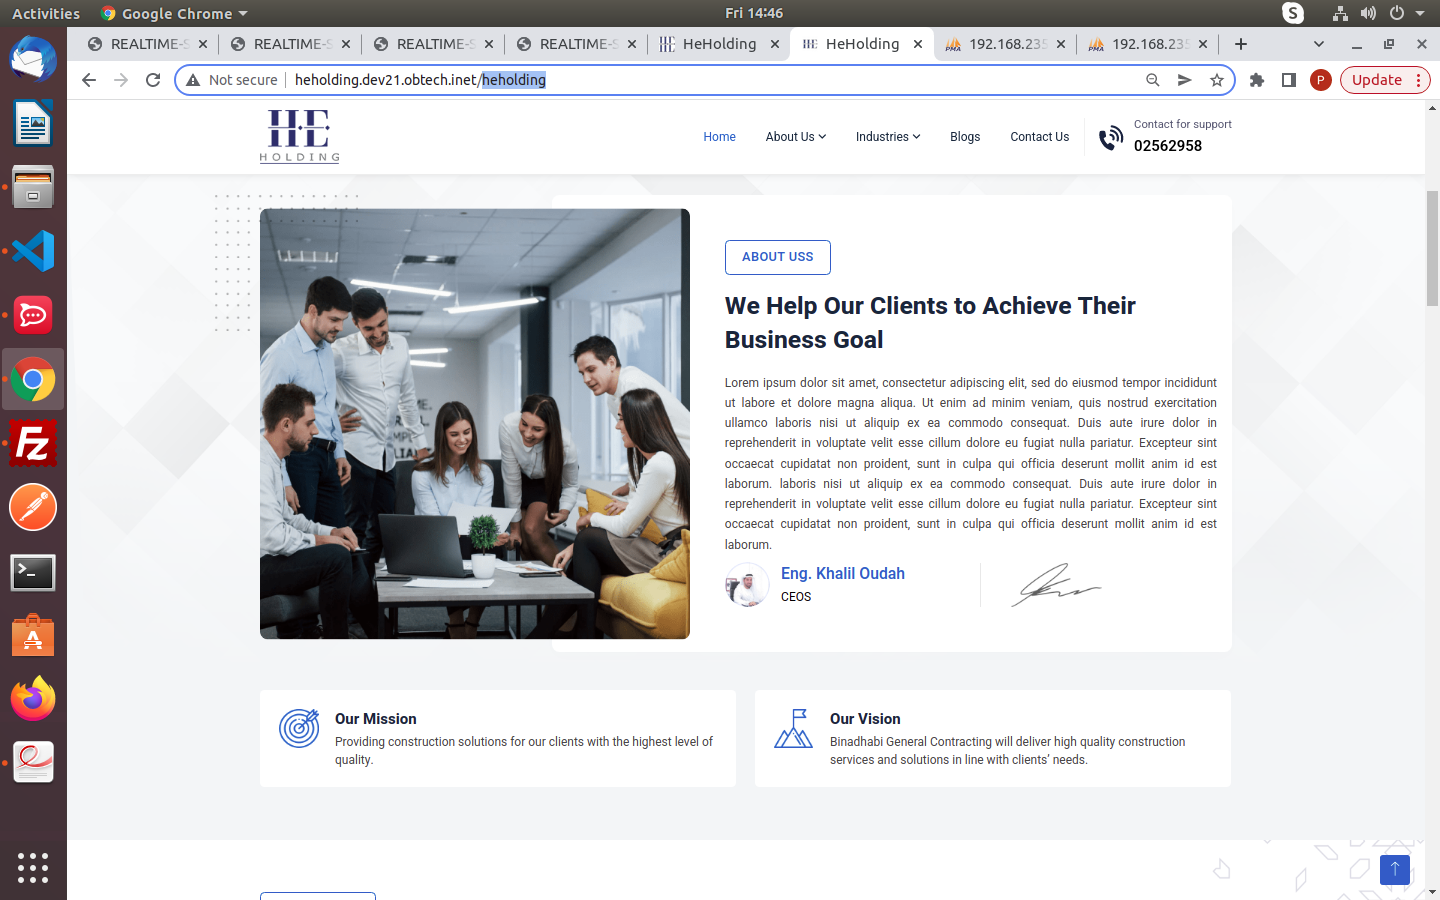 Activities Google Chrome Fri 14:46
REALTIME-S REALTIME-S REALTIME-S REALTIME-S HeHolding HeHolding 192.168.235 192.168.235
Not secure heholding.dev21.obtech.inet/heholding P Update
HE
HOLDING
Home About Us Industries Blogs Contact Us
Contact for support
02562958
ABOUT USS
We Help Our Clients to Achieve Their
Business Goal
Lorem ipsum dolor sit amet, consectetur adipiscing elit, sed do eiusmod tempor incididunt
ut labore et dolore magna aliqua. Ut enim ad minim veniam, quis nostrud exercitation
ullamco laboris nisi ut aliquip ex ea commodo consequat. Duis aute irure dolor in
reprehenderit in voluptate velit esse cillum dolore eu fugiat nulla pariatur. Excepteur sint
occaecat cupidatat non proident, sunt in culpa qui officia deserunt mollit anim id est
laborum. laboris nisi ut aliquip ex ea commodo consequat. Duis aute irure dolor in
reprehenderit in voluptate velit esse cillum dolore eu fugiat nulla pariatur. Excepteur sint
occaecat cupidatat non proident, sunt in culpa qui officia deserunt mollit anim id est
laborum.
Eng. Khalil Oudah
CEOS
Our Mission
Providing construction solutions for our clients with the highest level of
quality.
Our Vision
Binadhabi General Contracting will deliver high quality construction
services and solutions in line with clients' needs.